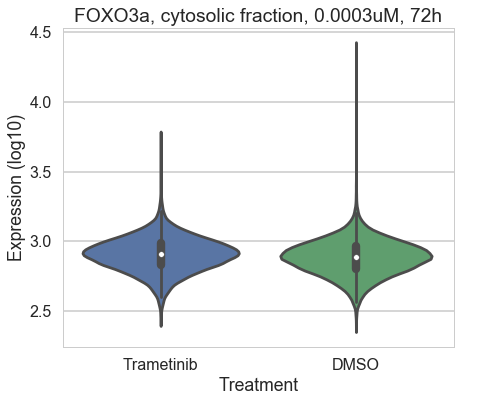 FOXO3a, cytosolic fraction, 0.0003uM, 72h
4.5
4.0
3.5
3.0
2.5
Expression (log10)
Trametinib DMSO
Treatment